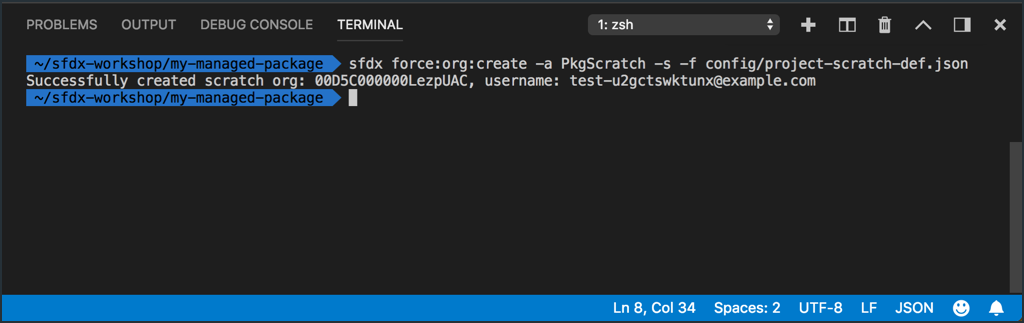 PROBLEMS OUTPUT DEBUG CONSOLE TERMINAL 1: zsh
~/sfdx-workshop/my-managed-package sfdx force:org:create -a PkgScratch -s -f config/project-scratch-def.json
Successfully created scratch org: 00D5C000000LezpUAC, username: test-u2gctswktunx@example.com
~/sfdx-workshop/my-managed-package
Ln 8, Col 34 Spaces: 2 UTF-8 LF JSON